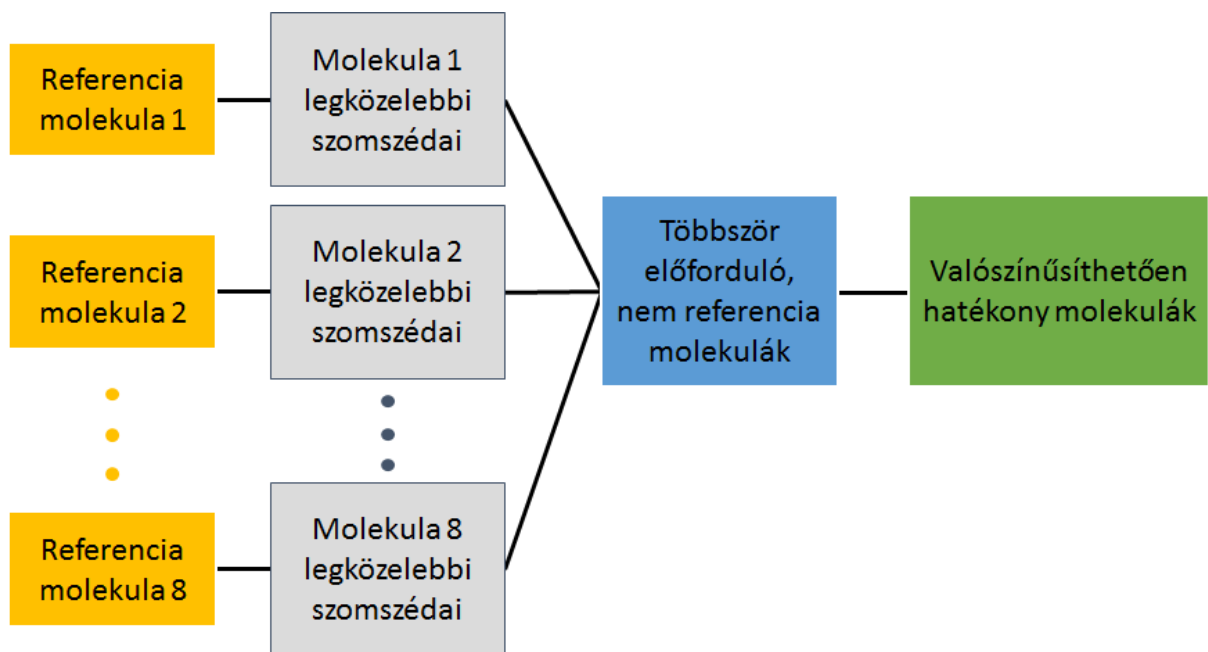 Referencia
molekula 1
Molekula 1
legközelebbi
szomszédai
Referencia
molekula 2
Molekula 2
legközelebbi
szomszédai
Többször
előforduló,
nem referencia
molekulák
Valószínűsíthetően
hatékony molekulák
Referencia
molekula 8
Molekula 8
legközelebbi
szomszédai